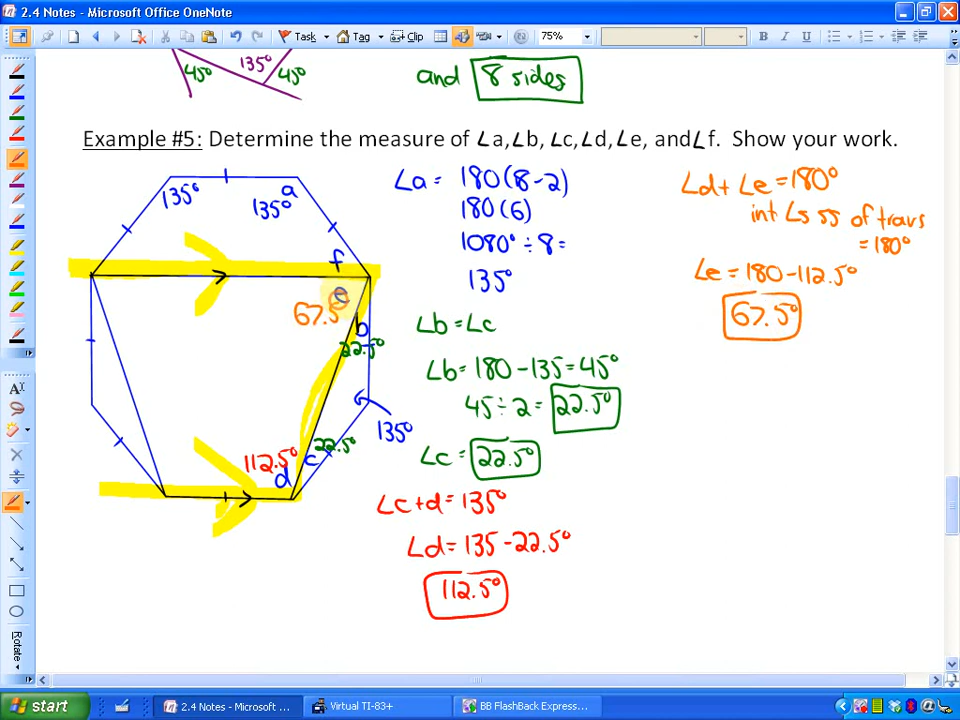 2.4 Notes - Microsoft Office OneNote
Task
Tag
Clip
75%
B
I
U
45°
135°
45°
and 8 sides
Example #5: Determine the measure of ∠a,∠b, ∠c,∠d,∠e, and∠f. Show your work.
135°
a
135°
f
e
67.5°
b
22.5°
135°
22.5°
c
112.5°
d
∠a = 180(8-2)
180(6)
1080° ÷ 8 =
135°
∠b = ∠c
∠b = 180 - 135 = 45°
45 ÷ 2 = 22.5°
∠c = 22.5°
∠c + d = 135°
∠d = 135 - 22.5°
112.5°
∠d + ∠e = 180°
int ∠s ss of trans
= 180°
∠e = 180 - 112.5°
67.5°
A
Rotate
start
2.4 Notes - Microsoft ...
Virtual TI-83+
BB FlashBack Express...